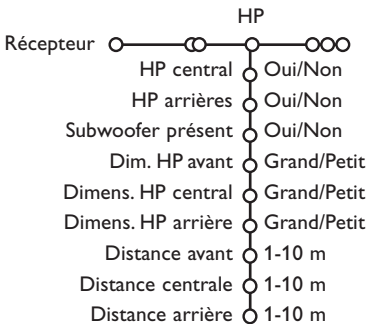 HP
Récepteur
HP central Oui/Non
HP arrières Oui/Non
Subwoofer présent Oui/Non
Dim. HP avant Grand/Petit
Dimens. HP central Grand/Petit
Dimens. HP arrière Grand/Petit
Distance avant 1-10 m
Distance centrale 1-10 m
Distance arrière 1-10 m